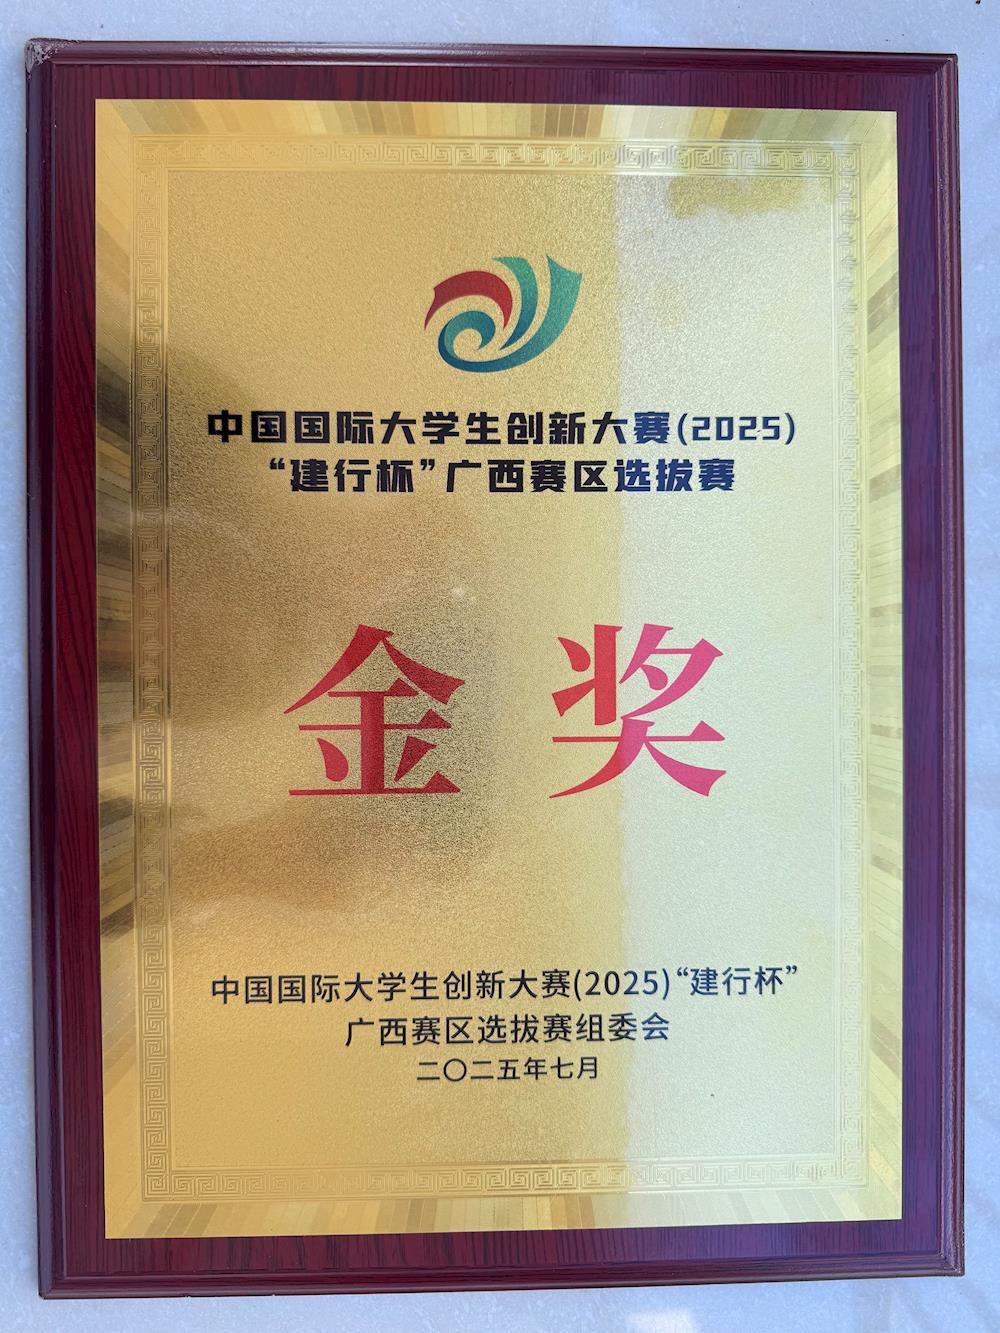 中国国际大学生创新大赛(2025)
“建行杯”广西赛区选拔赛
金奖
中国国际大学生创新大赛(2025)“建行杯”
广西赛区选拔赛组委会
二〇二五年七月